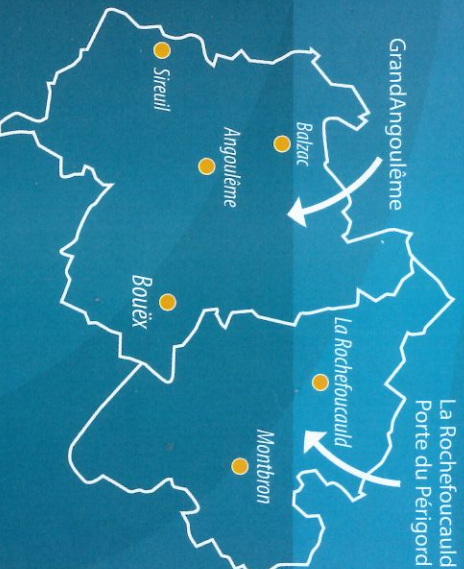 GrandAngoulême
La Rochefoucauld
Porte du Périgord
Balzac
La Rochefoucauld
Angoulême
Montbron
Sireuil
Bouëx